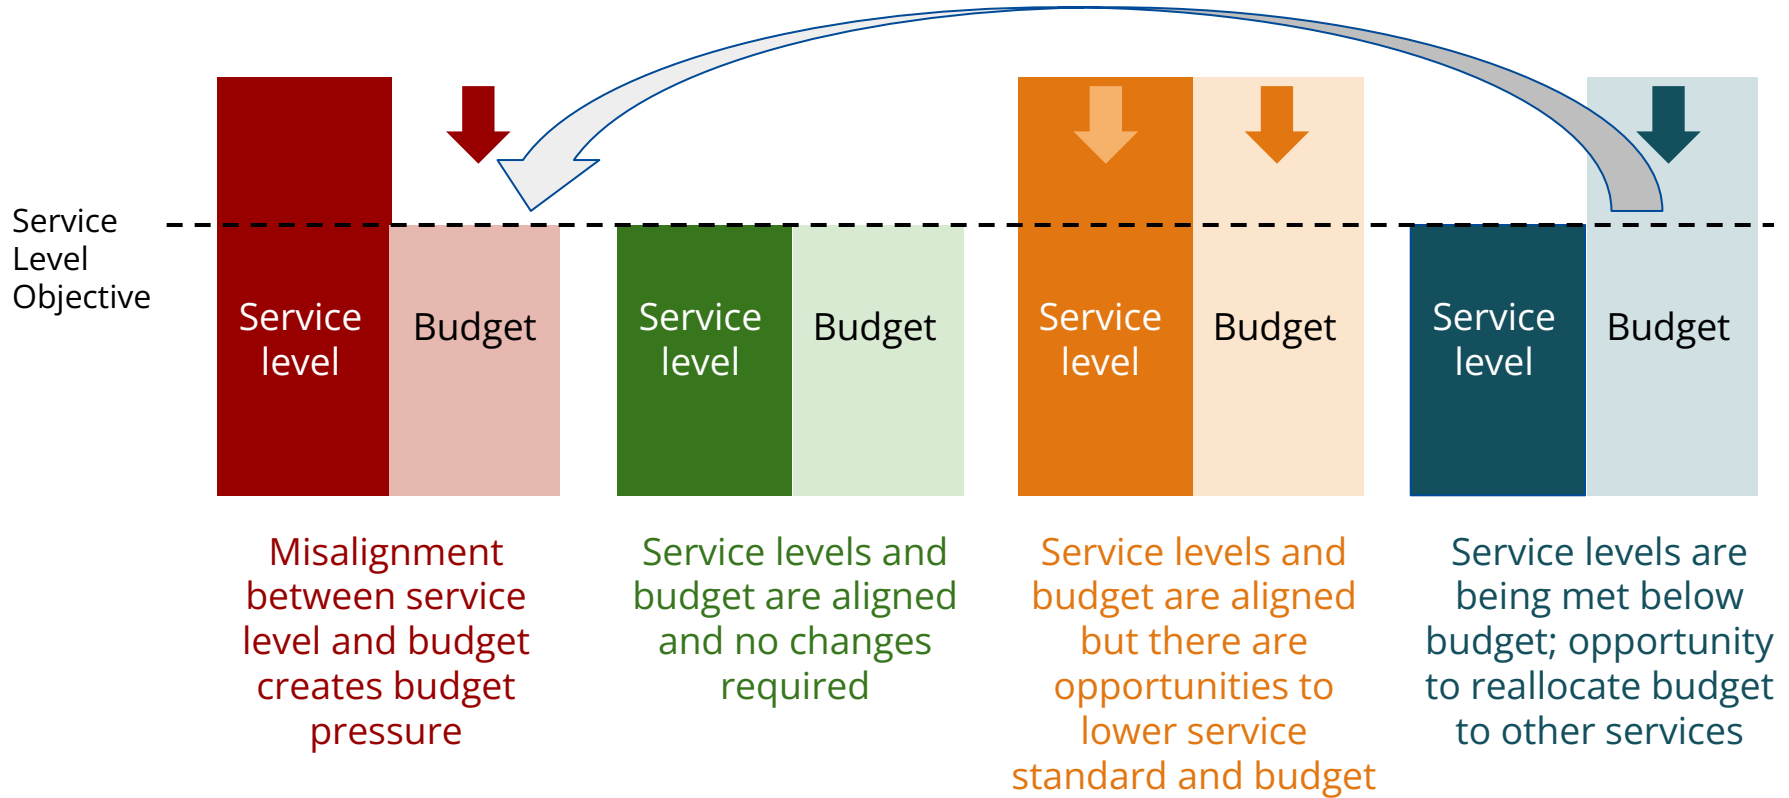 Service
Level
Objective
Service
level
Budget
Service
level
Budget
Service
level
Budget
Service
level
Budget
Misalignment
between service
level and budget
creates budget
pressure
Service levels and
budget are aligned
and no changes
required
Service levels and
budget are aligned
but there are
opportunities to
lower service
standard and budget
Service levels are
being met below
budget; opportunity
to reallocate budget
to other services